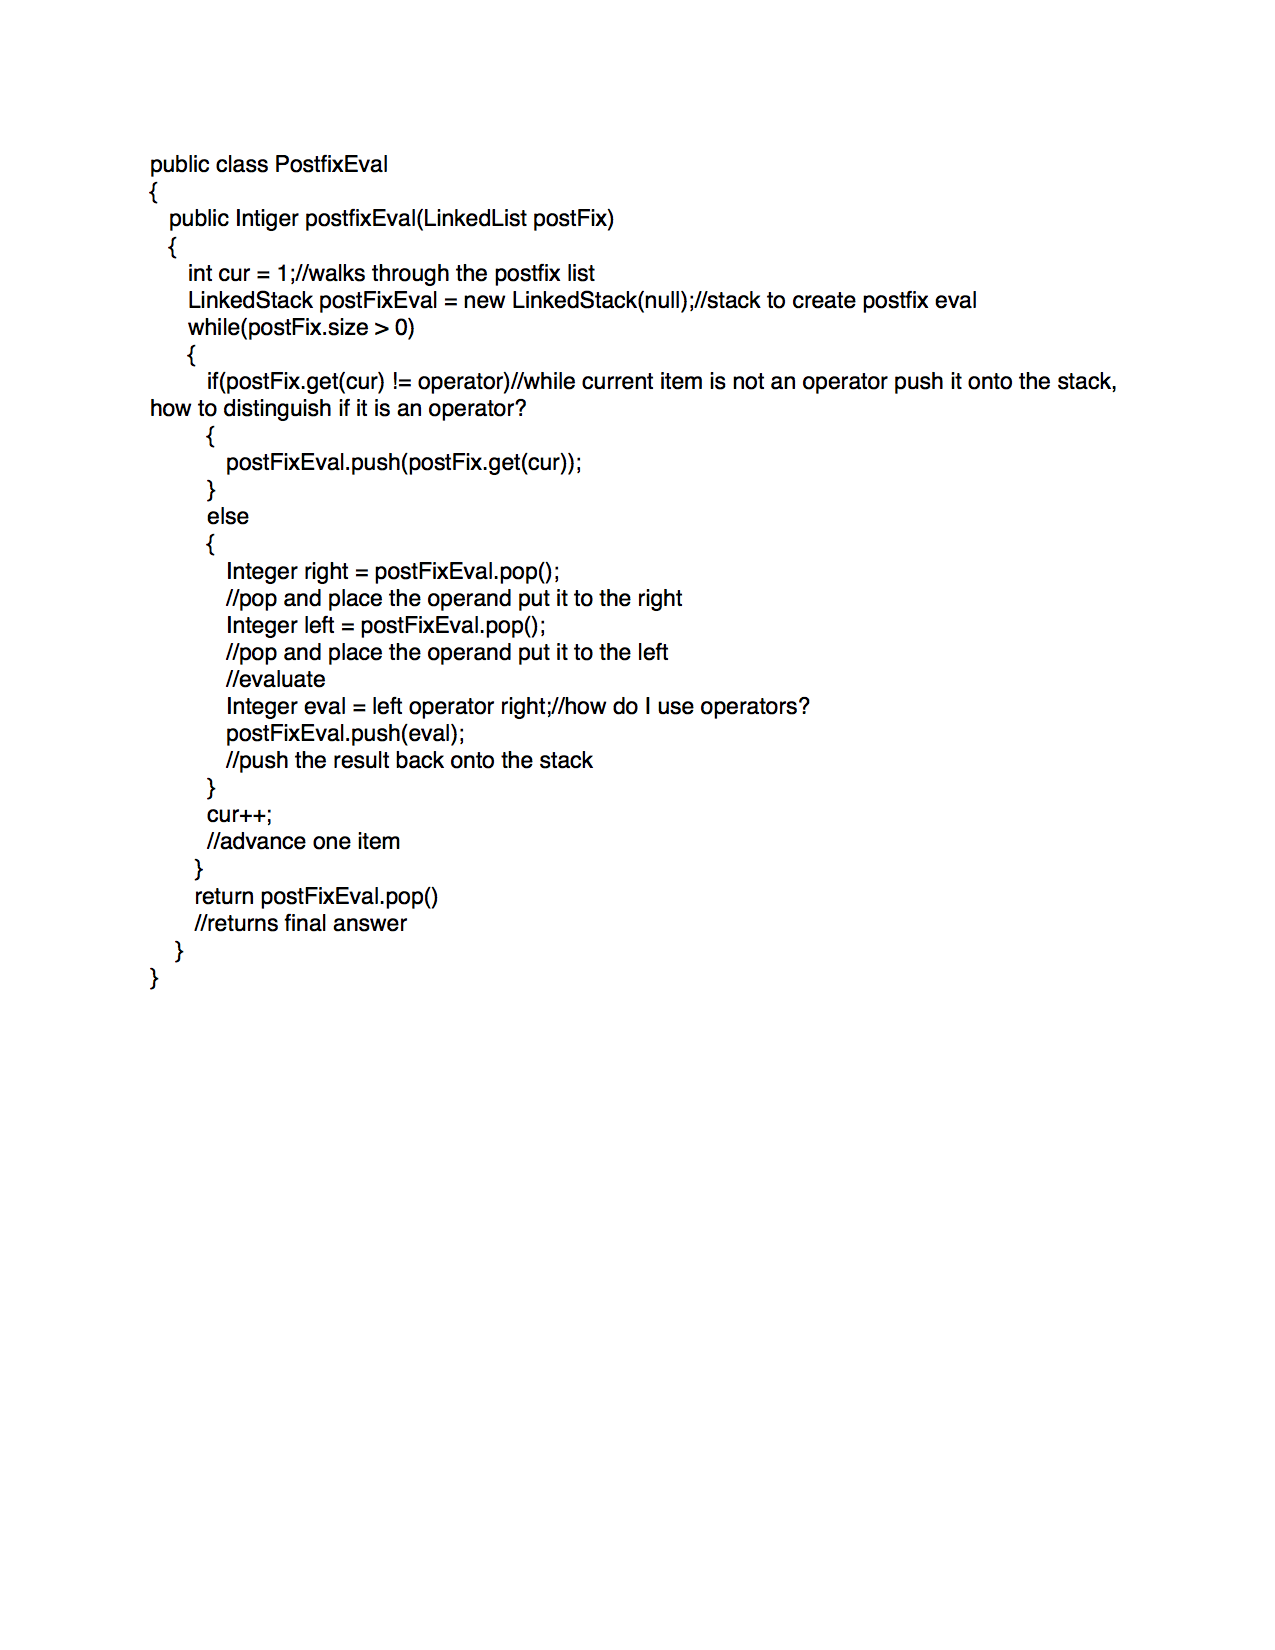 public class PostfixEval
{
public Intiger postfixEval(LinkedList postFix)
{
int cur = 1;//walks through the postfix list
LinkedStack postFixEval = new LinkedStack(null);//stack to create postfix eval
while(postFix.size > 0)
{
if(postFix.get(cur) != operator)//while current item is not an operator push it onto the stack,
how to distinguish if it is an operator?
{
postFixEval.push(postFix.get(cur));
}
else
{
Integer right = postFixEval.pop();
//pop and place the operand put it to the right
Integer left = postFixEval.pop();
//pop and place the operand put it to the left
//evaluate
Integer eval = left operator right;//how do I use operators?
postFixEval.push(eval);
//push the result back onto the stack
}
cur++;
//advance one item
}
return postFixEval.pop()
//returns final answer
}
}